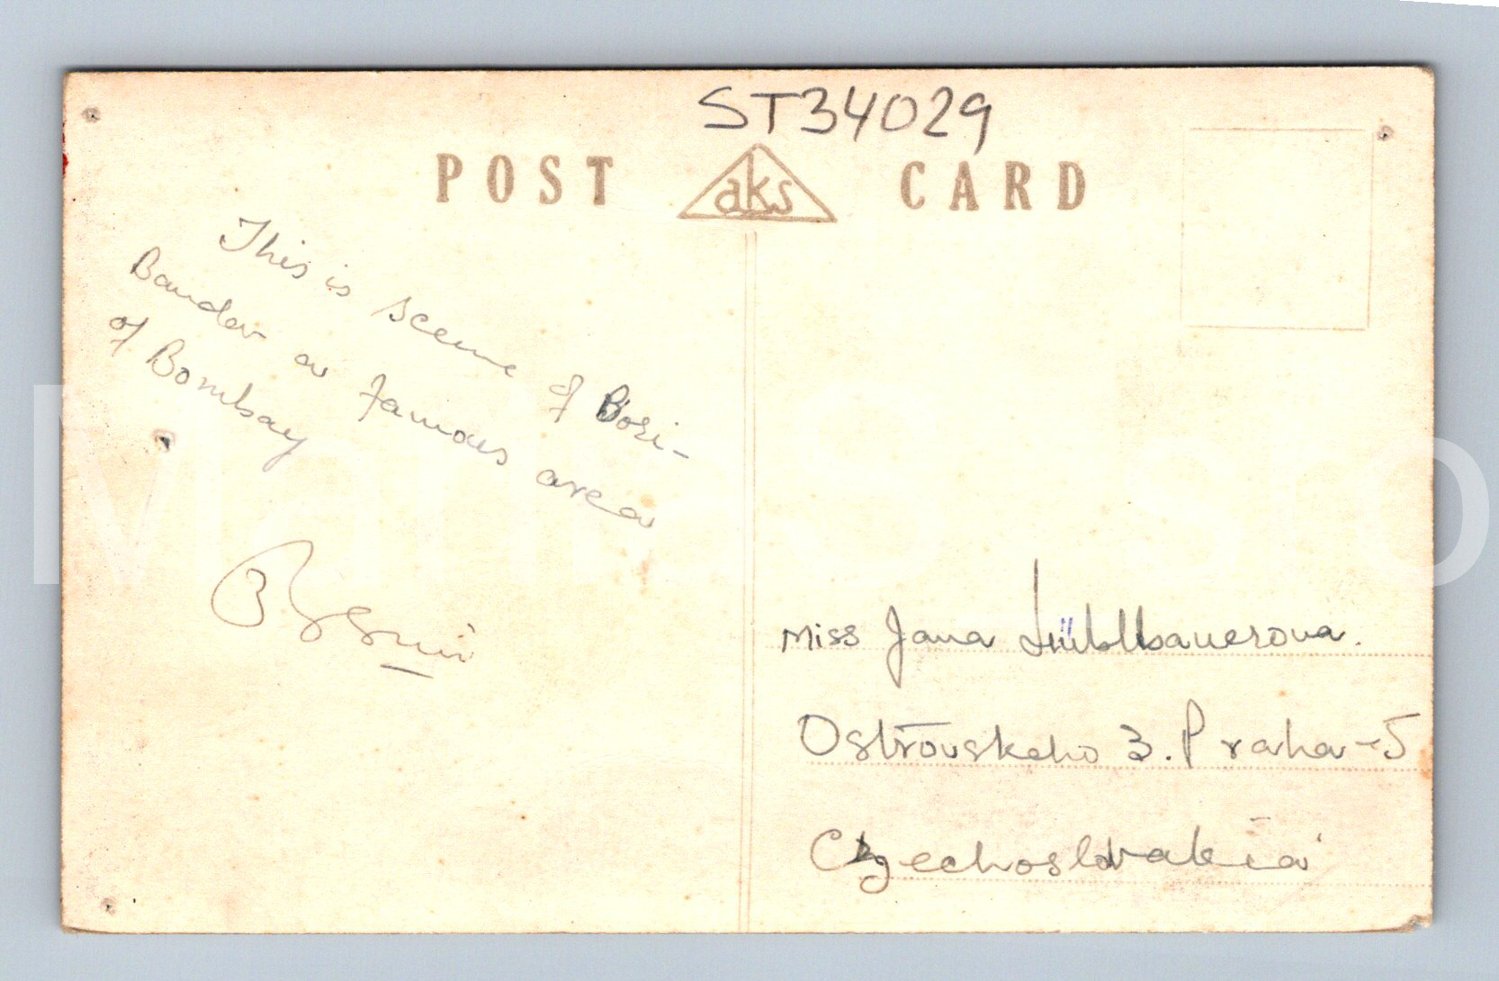 ST34029
POST aks CARD
This is scene of Bori-
Bander a famous area
of Bombay
Miss Jana
Ostrovskeho 3. Praha-5
Czechoslovakia